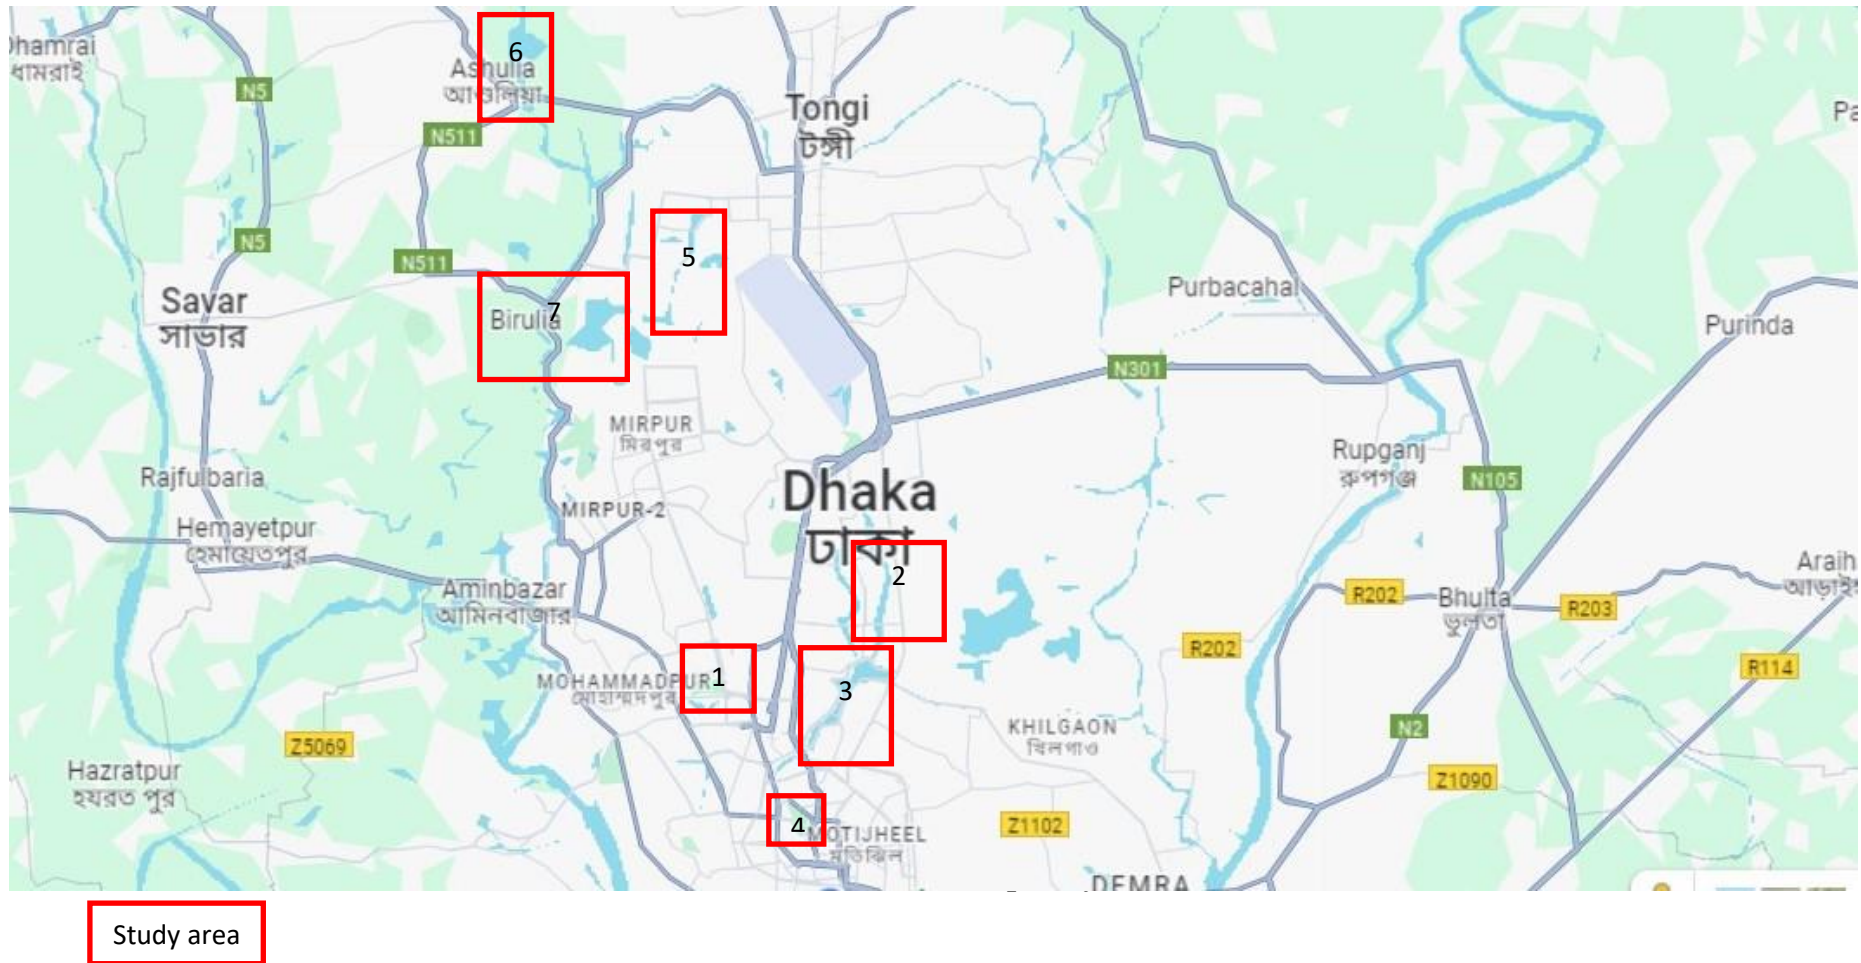 Dhamrai
ধামরাই
6
Ashulia
আশুলিয়া
N5
N511
Tongi
টঙ্গী
Pa
N5
N511
5
Savar
সাভার
Birulia
7
Purbacahal
Purinda
N301
MIRPUR
মিরপুর
Rajfulbaria
Dhaka
ঢাকা
Rupganj
রূপগঞ্জ
N105
MIRPUR-2
Hemayetpur
হেমায়েতপুর
2
Aminbazar
আমিনবাজার
R202
Bhulta
ভুলতা
R203
Araih
আড়াই
R202
R114
1
MOHAMMADPUR
মোহাম্মদপুর
3
KHILGAON
খিলগাও
N2
Z5069
Hazratpur
হযরত পুর
Z1090
Z1102
4
MOTIJHEEL
মতিঝিল
DEMRA
Study area